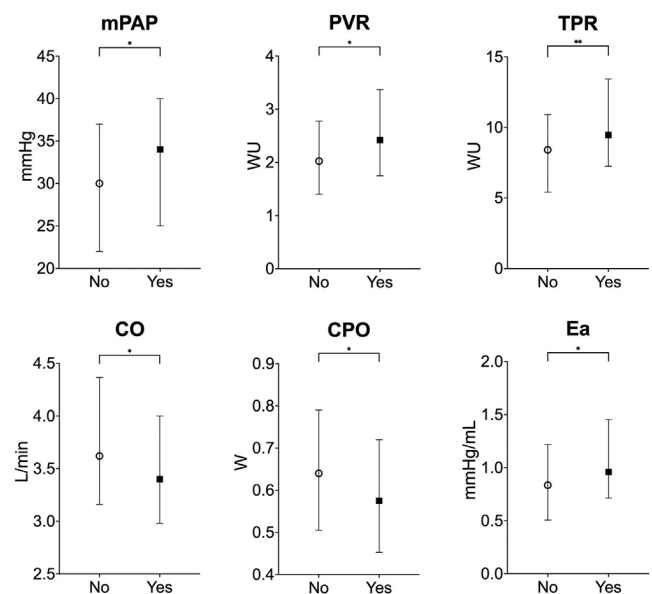 mPAP PVR TPR
* * **
45 4 15
40
35 3 10
mmHg WU WU
30 2
25 1 5
20 0 0
No Yes No Yes No Yes
CO CPO Ea
* * *
4.5 0.9 2.0
0.8
4.0 1.5
0.7
L/min W mmHg/mL
3.5 1.0
0.6
3.0 0.5
0.5
2.5 0.4 0.0
No Yes No Yes No Yes